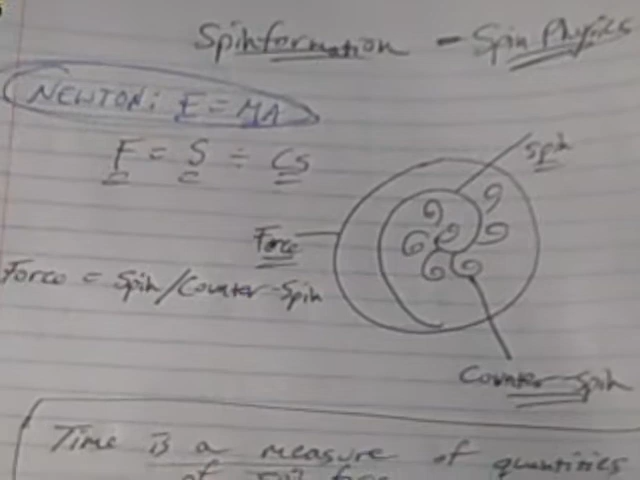 Spinformation - Spin Physics
NEWTON: F = MA
F = S ÷ CS
Spin
Force
Force = Spin/Counter-Spin
Counter-Spin
Time is a measure of quantities
of